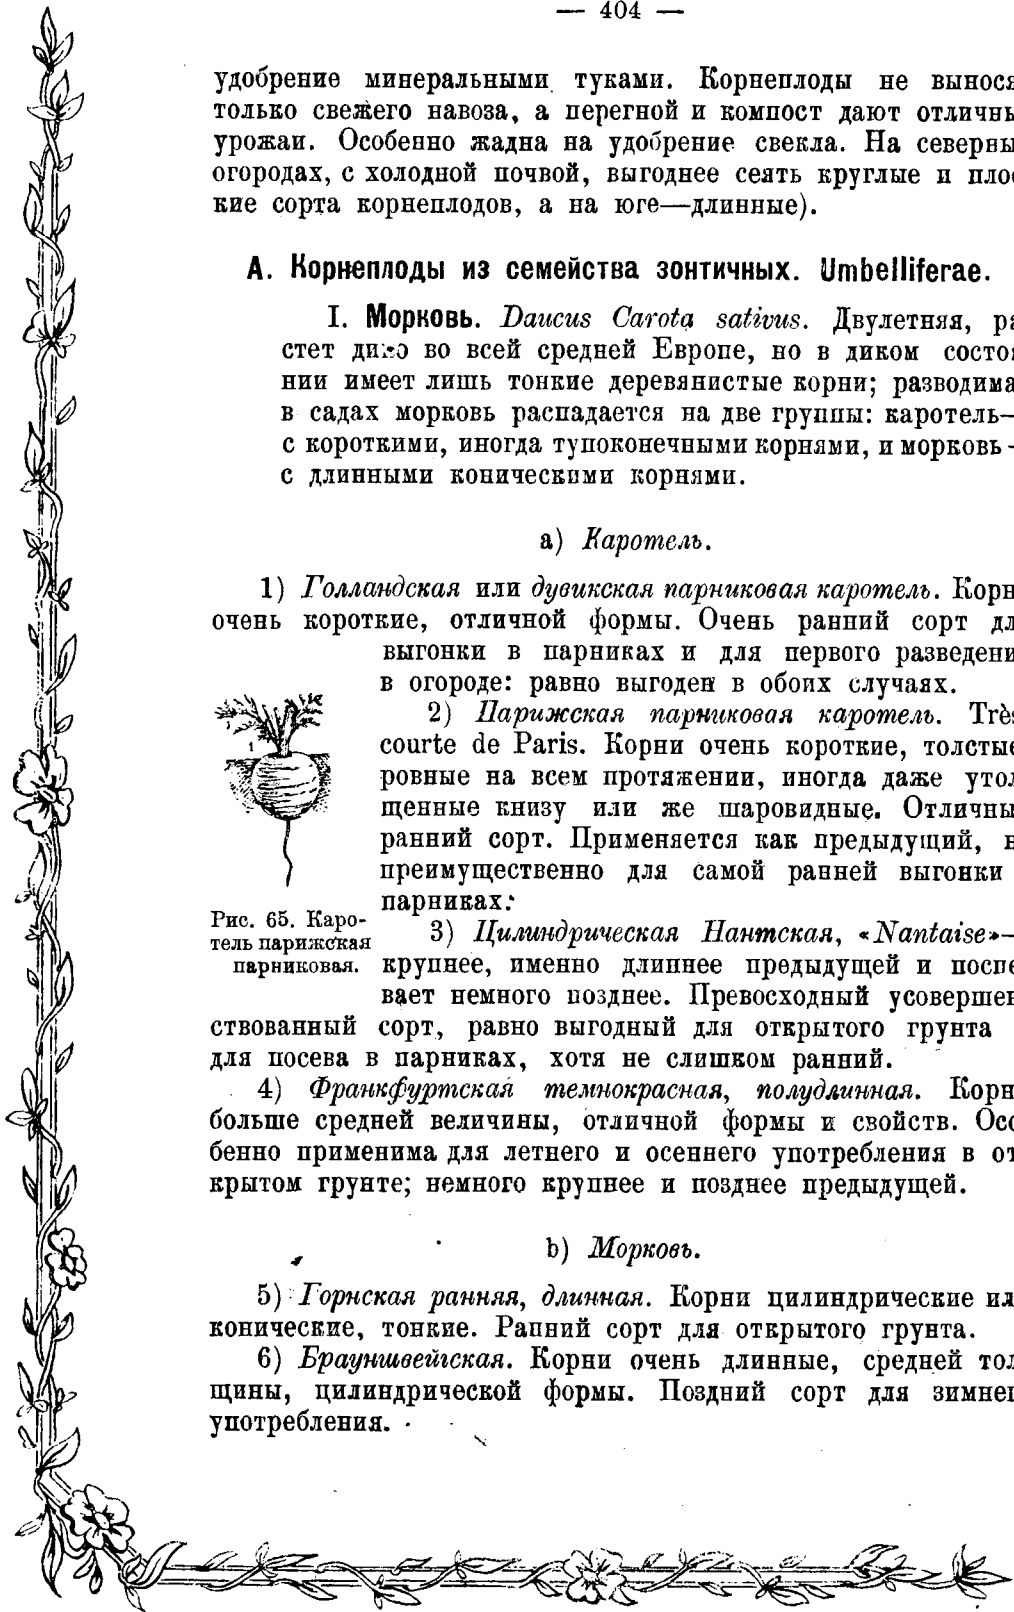 — 404 —
удобрение минеральными туками. Корнеплоды не вынося
только свежего навоза, а перегной и компост дают отличны
урожаи. Особенно жадна на удобрение свекла. На северны
огородах, с холодной почвой, выгоднее сеять круглые и плос
кие сорта корнеплодов, а на юге—длинные).
А. Корнеплоды из семейства зонтичных. Umbelliferae.
I. Морковь. Daucus Carota sativus. Двулетняя, ра
стет дико во всей средней Европе, но в диком состоя
нии имеет лишь тонкие деревянистые корни; разводима
в садах морковь распадается на две группы: каротель—
с короткими, иногда тупоконечными корнями, и морковь-
с длинными коническими корнями.
а) Каротель.
1) Голландская или дувикская парниковая каротель. Корн
очень короткие, отличной формы. Очень ранний сорт дл
выгонки в парниках и для первого разведени
в огороде: равно выгоден в обоих случаях.
2) Парижская парниковая каротель. Très
courte de Paris. Корни очень короткие, толстые
ровные на всем протяжении, иногда даже утол
щенные книзу или же шаровидные. Отличны
ранний сорт. Применяется как предыдущий, н
преимущественно для самой ранней выгонки
парниках.
1
Рис. 65. Каро-
тель парижская
парниковая.
3) Цилиндрическая Нантская, «Nantaise»—
крупнее, именно длиннее предыдущей и поспе
вает немного позднее. Превосходный усовершен
ствованный сорт, равно выгодный для открытого грунта
для посева в парниках, хотя не слишком ранний.
4) Франкфуртская темнокрасная, полудлинная. Корн
больше средней величины, отличной формы и свойств. Осо
бенно применима для летнего и осеннего употребления в от
крытом грунте; немного крупнее и позднее предыдущей.
b) Морковь.
5) Горнская ранняя, длинная. Корни цилиндрические ил
конические, тонкие. Ранний сорт для открытого грунта.
6) Брауншвейгская. Корни очень длинные, средней тол
щины, цилиндрической формы. Поздний сорт для зимнег
употребления.